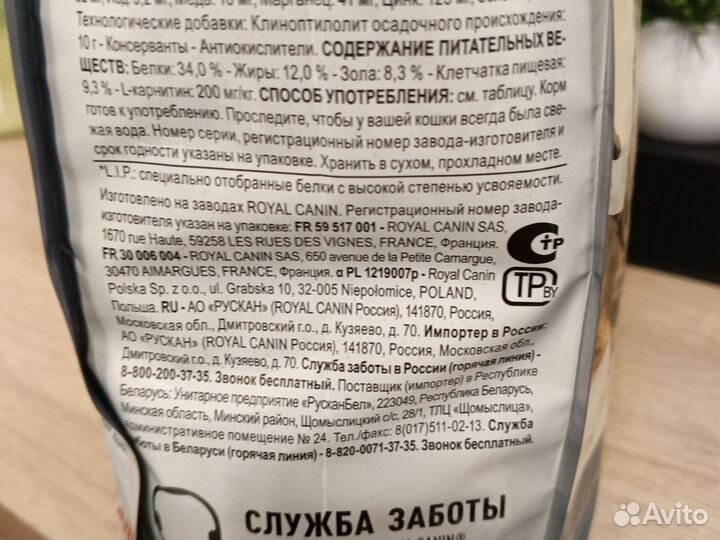 Технологические добавки: Клиноптилолит осадочного происхождения:
10 г - Консерванты - Антиокислители. СОДЕРЖАНИЕ ПИТАТЕЛЬНЫХ ВЕ-
ЩЕСТВ: Белки: 34,0 % - Жиры: 12,0 % - Зола: 8,3 % - Клетчатка пищевая:
9,3 % - L-карнитин: 200 мг/кг. СПОСОБ УПОТРЕБЛЕНИЯ: см. таблицу. Корм
готов к употреблению. Проследите, чтобы у вашей кошки всегда была све-
жая вода. Номер серии, регистрационный номер завода-изготовителя и
срок годности указаны на упаковке. Хранить в сухом, прохладном месте.
*L.I.P.: специально отобранные белки с высокой степенью усвояемости.
Изготовлено на заводах ROYAL CANIN. Регистрационный номер завода-
изготовителя указан на упаковке: FR 59 517 001 - ROYAL CANIN SAS,
1670 rue Haute, 59258 LES RUES DES VIGNES, FRANCE, Франция.
FR 30 006 004 - ROYAL CANIN SAS, 650 avenue de la Petite Camargue,
30470 AIMARGUES, FRANCE, Франция. α PL 1219007p - Royal Canin
Polska Sp. z o.o., ul. Grabska 10, 32-005 Niepołomice, POLAND,
Польша. RU - АО «РУСКАН» (ROYAL CANIN Россия), 141870, Россия,
Московская обл., Дмитровский г.о., д. Кузяево, д. 70. Импортер в России:
АО «РУСКАН» (ROYAL CANIN Россия), 141870, Россия, Московская обл.,
Дмитровский г.о., д. Кузяево, д. 70. Служба заботы в России (горячая линия) -
8-800-200-37-35. Звонок бесплатный. Поставщик (импортер) в Республике
Беларусь: Унитарное предприятие «РусканБел», 223049, Республика Беларусь,
Минская область, Минский район, Щомыслицкий с/с, 28/1, ТЛЦ «Щомыслица»,
административное помещение № 24. Тел./факс: 8(017)511-02-13. Служба
заботы в Беларуси (горячая линия) - 8-820-0071-37-35. Звонок бесплатный.
СТР
TP BY
СЛУЖБА ЗАБОТЫ
CANIN®
Avito